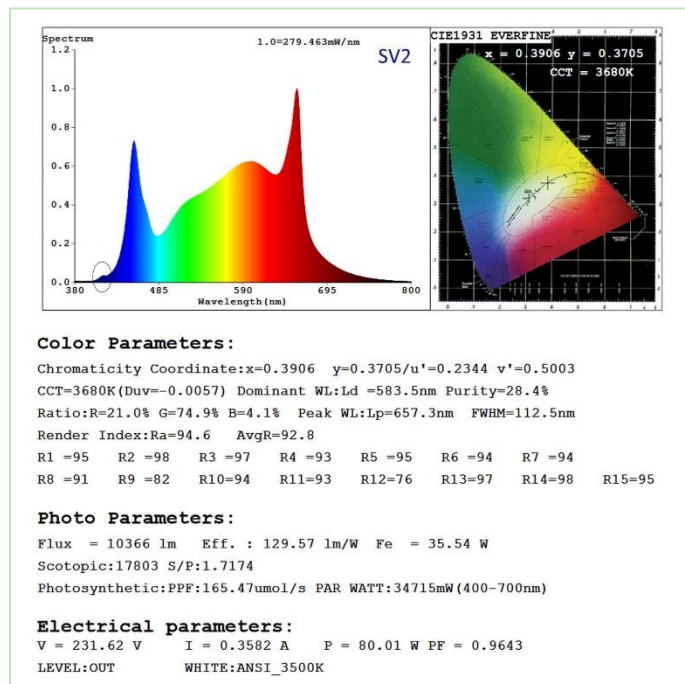 Spectrum
1.0=279.463mW/nm
SV2
1.2
1.0
0.8
0.6
0.4
0.2
0.0
380 485 590 695 800
Wavelength(nm)
CIE1931 EVERFINE
x = 0.3906 y = 0.3705
CCT = 3680K
Color Parameters:
Chromaticity Coordinate:x=0.3906 y=0.3705/u'=0.2344 v'=0.5003
CCT=3680K(Duv=-0.0057) Dominant WL:Ld =583.5nm Purity=28.4%
Ratio:R=21.0% G=74.9% B=4.1% Peak WL:Lp=657.3nm FWHM=112.5nm
Render Index:Ra=94.6 AvgR=92.8
R1 =95 R2 =98 R3 =97 R4 =93 R5 =95 R6 =94 R7 =94
R8 =91 R9 =82 R10=94 R11=93 R12=76 R13=97 R14=98 R15=95
Photo Parameters:
Flux = 10366 lm Eff. : 129.57 lm/W Fe = 35.54 W
Scotopic:17803 S/P:1.7174
Photosynthetic:PPF:165.47umol/s PAR WATT:34715mW(400-700nm)
Electrical parameters:
V = 231.62 V I = 0.3582 A P = 80.01 W PF = 0.9643
LEVEL:OUT WHITE:ANSI_3500K